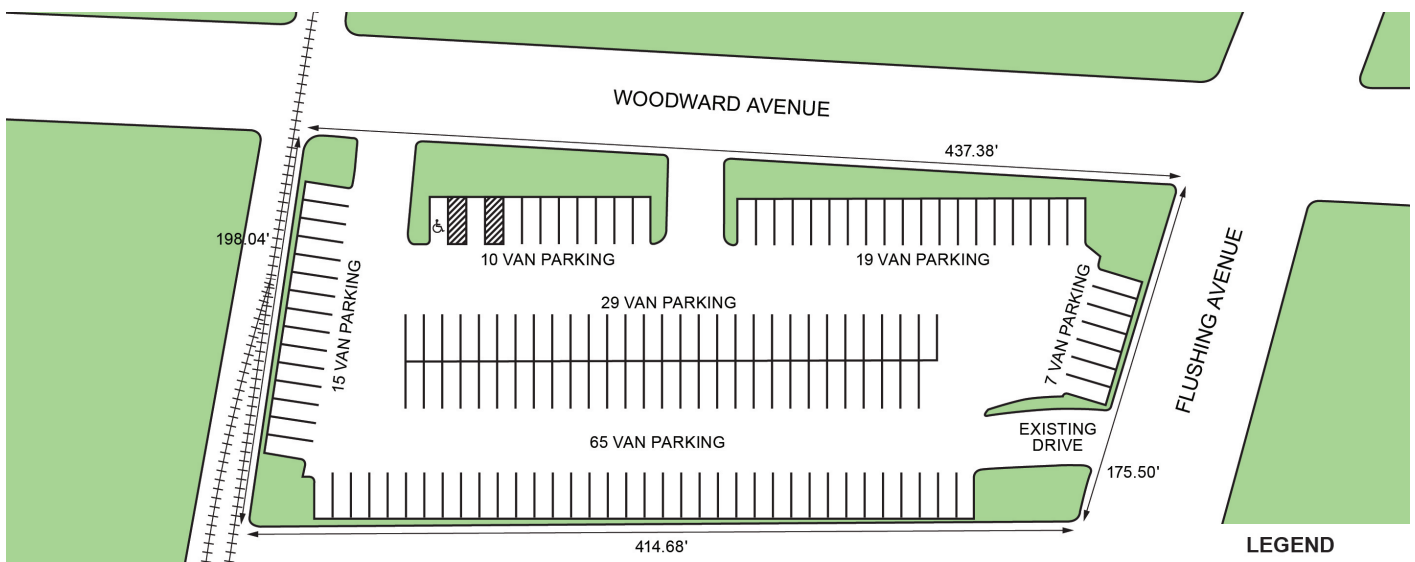 WOODWARD AVENUE
437.38'
198.04'
10 VAN PARKING
19 VAN PARKING
29 VAN PARKING
15 VAN PARKING
7 VAN PARKING
FLUSHING AVENUE
65 VAN PARKING
EXISTING
DRIVE
175.50'
414.68'
LEGEND